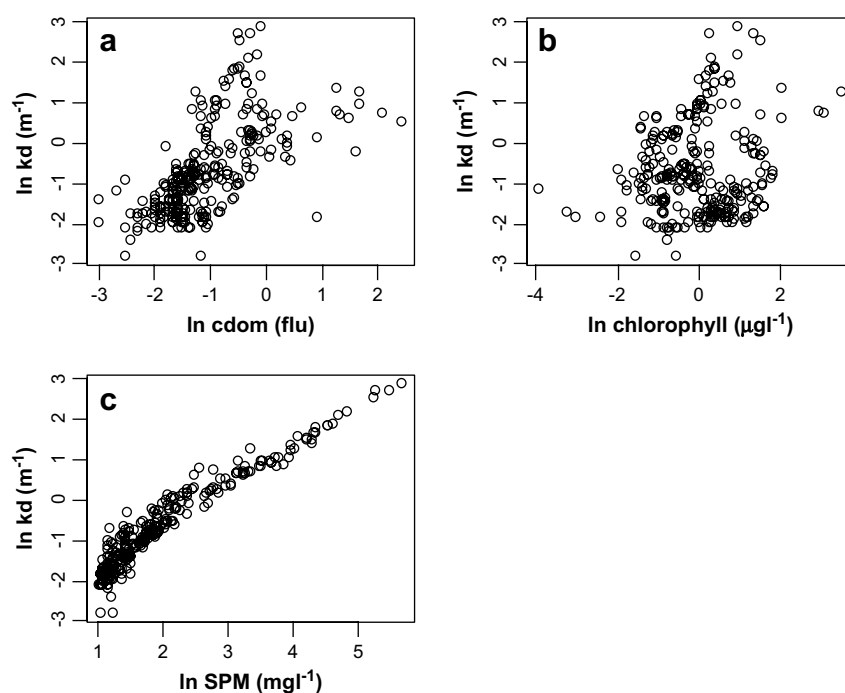 a
ln kd (m⁻¹)
3
2
1
0
-1
-2
-3
-3 -2 -1 0 1 2
ln cdom (flu)
b
ln kd (m⁻¹)
3
2
1
0
-1
-2
-3
-4 -2 0 2
ln chlorophyll (μgl⁻¹)
c
ln kd (m⁻¹)
3
2
1
0
-1
-2
-3
1 2 3 4 5
ln SPM (mgl⁻¹)